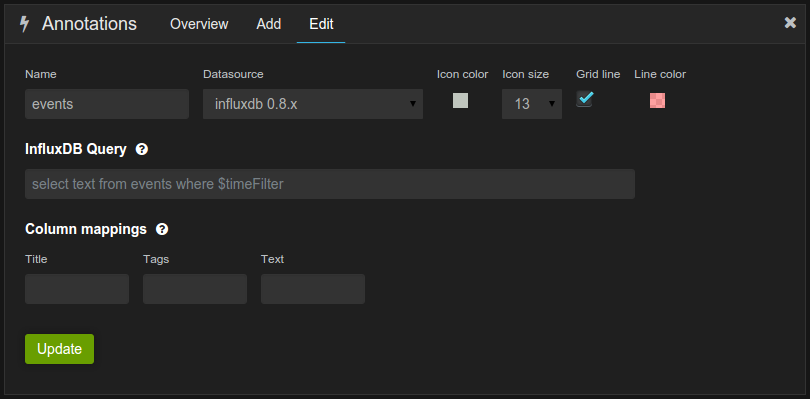 Annotations Overview Add Edit
Name Datasource Icon color Icon size Grid line Line color
events influxdb 0.8.x 13
InfluxDB Query ?
select text from events where $timeFilter
Column mappings ?
Title Tags Text
Update